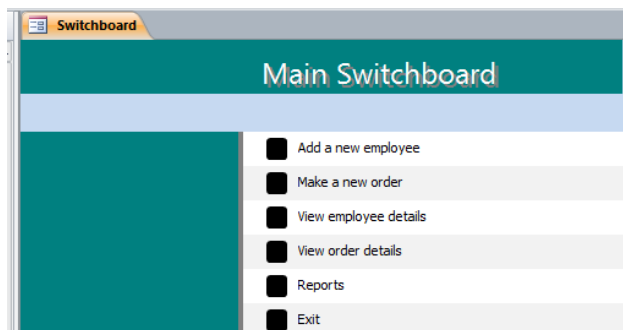 Switchboard
Main Switchboard
Add a new employee
Make a new order
View employee details
View order details
Reports
Exit